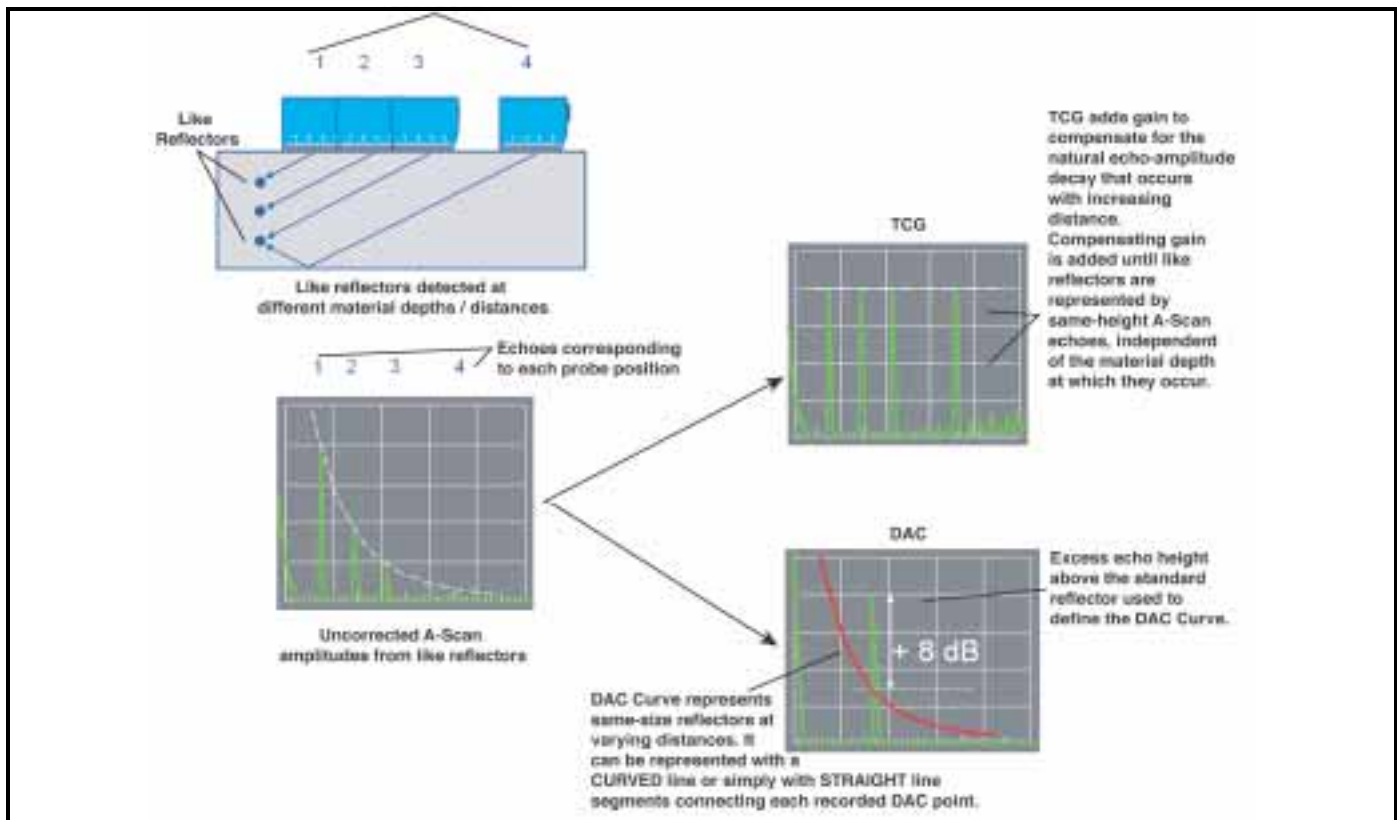 1 2 3 4
Like
Reflectors
Like reflectors detected at
different material depths / distances
1 2 3 4
Echoes corresponding
to each probe position
Uncorrected A-Scan
amplitudes from like reflectors
TCG
TCG adds gain to
compensate for the
natural echo-amplitude
decay that occurs
with increasing
distance.
Compensating gain
is added until like
reflectors are
represented by
same-height A-Scan
echoes, independent
of the material depth
at which they occur.
DAC
+ 8 dB
Excess echo height
above the standard
reflector used to
define the DAC Curve.
DAC Curve represents
same-size reflectors at
varying distances. It
can be represented with a
CURVED line or simply with STRAIGHT line
segments connecting each recorded DAC point.